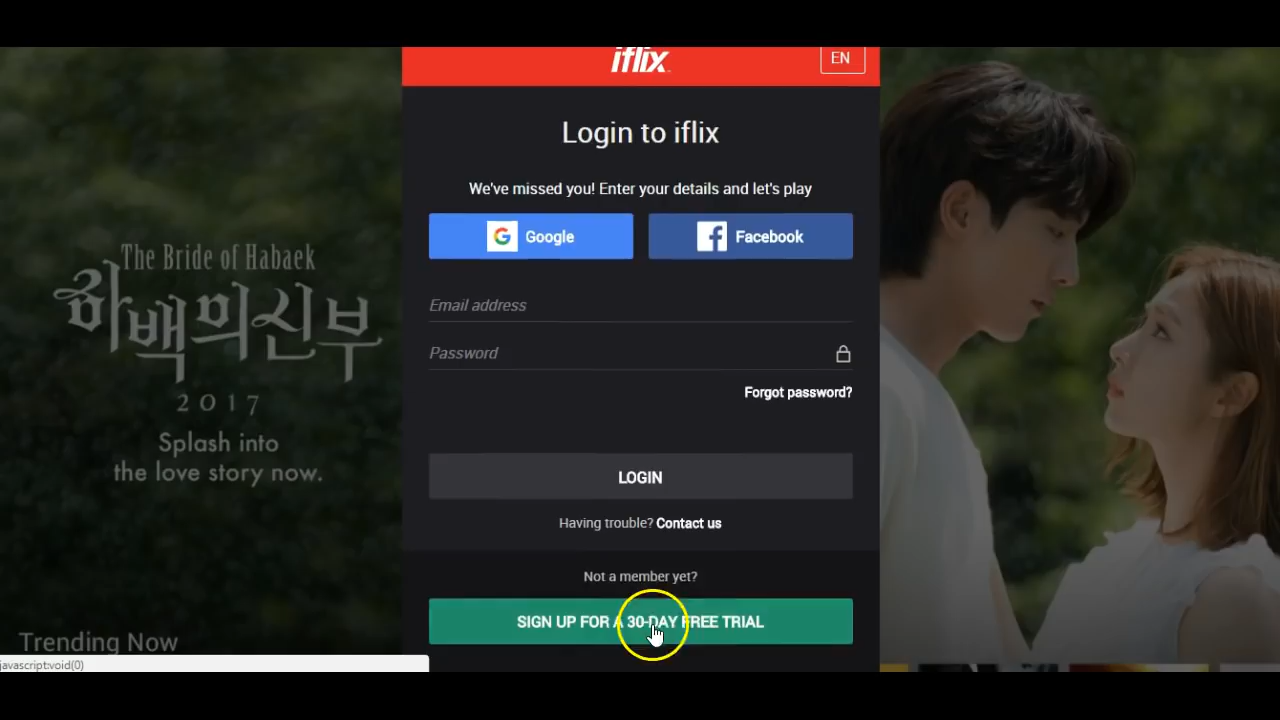 iflix
EN
Login to iflix
We've missed you! Enter your details and let's play
Google
Facebook
Email address
Password
Forgot password?
LOGIN
Having trouble? Contact us
Not a member yet?
SIGN UP FOR A 30-DAY FREE TRIAL
The Bride of Habaek
하백의신부
2017
Splash into
the love story now.
Trending Now
javascript:void(0)